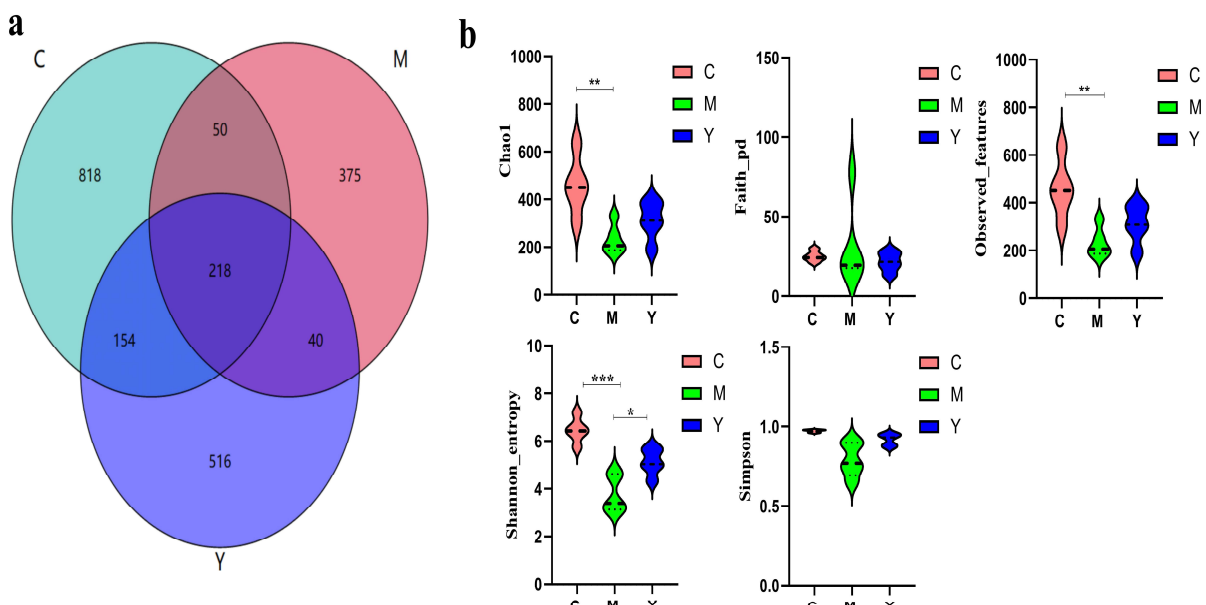 a
C
M
50
818
375
218
154
40
516
Y
b
1000
800
600
400
200
0
Chao1
**
C
M
Y
C M Y
150
100
50
0
Faith_pd
C
M
Y
C M Y
1000
800
600
400
200
0
Observed_features
**
C
M
Y
C M Y
10
8
6
4
2
0
Shannon_entropy
***
*
C
M
Y
C M Y
1.5
1.0
0.5
0.0
Simpson
C
M
Y
C M Y